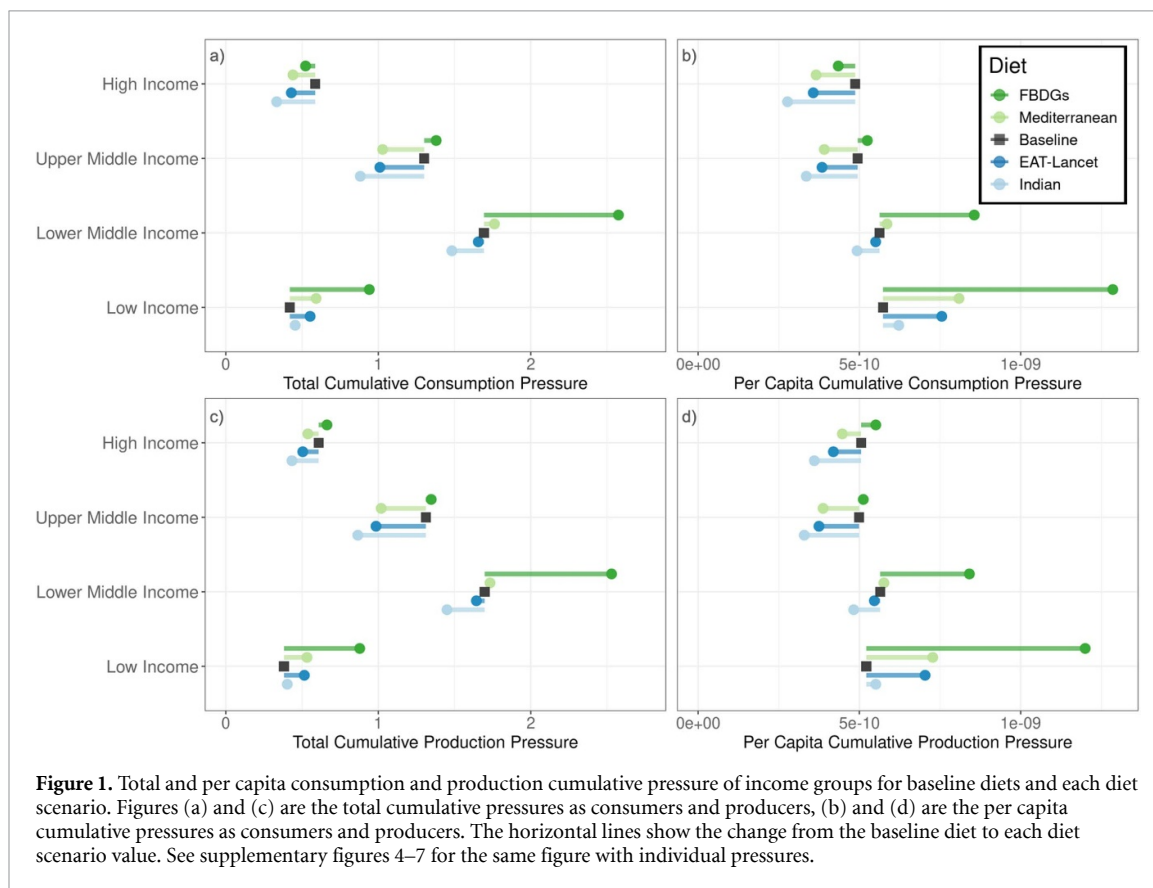 a)
High Income
Upper Middle Income
Lower Middle Income
Low Income
0 1 2
Total Cumulative Consumption Pressure
b)
Diet
FBDGs
Mediterranean
Baseline
EAT-Lancet
Indian
0e+00 5e-10 1e-09
Per Capita Cumulative Consumption Pressure
c)
High Income
Upper Middle Income
Lower Middle Income
Low Income
0 1 2
Total Cumulative Production Pressure
d)
0e+00 5e-10 1e-09
Per Capita Cumulative Production Pressure
Figure 1. Total and per capita consumption and production cumulative pressure of income groups for baseline diets and each diet
scenario. Figures (a) and (c) are the total cumulative pressures as consumers and producers, (b) and (d) are the per capita
cumulative pressures as consumers and producers. The horizontal lines show the change from the baseline diet to each diet
scenario value. See supplementary figures 4–7 for the same figure with individual pressures.